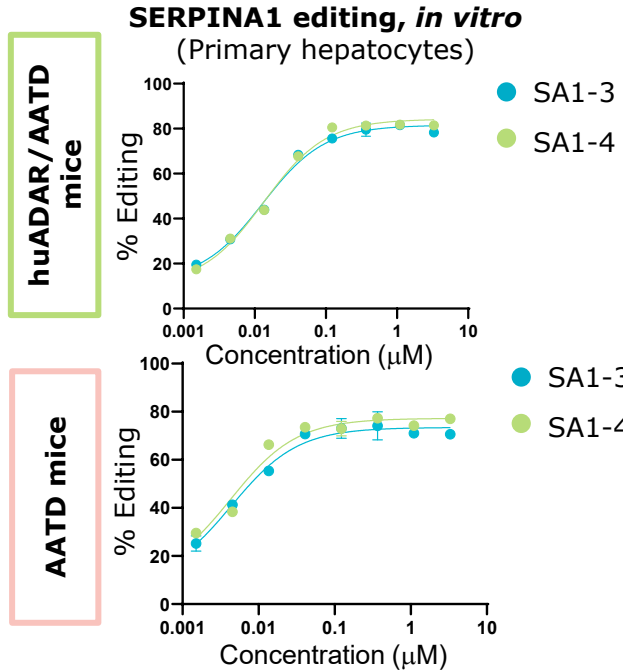 SERPINA1 editing, in vitro
(Primary hepatocytes)
huADAR/AATD
mice
% Editing
100
80
60
40
20
0
0.001
0.01
0.1
1
10
Concentration (μM)
SA1-3
SA1-4
AATD mice
% Editing
100
80
60
40
20
0
0.001
0.01
0.1
1
10
Concentration (μM)
SA1-3
SA1-4